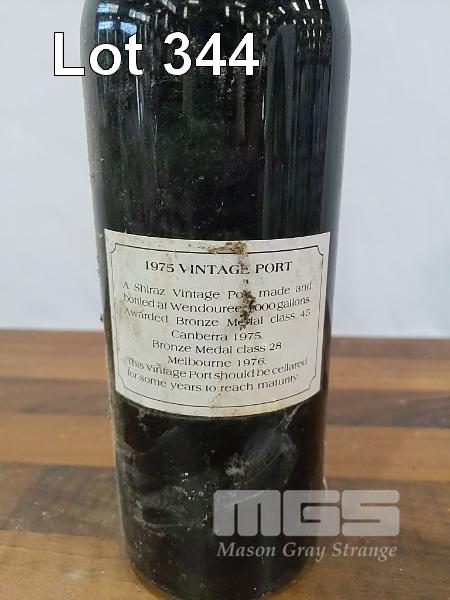 Lot 344
1975 VINTAGE PORT
A Shiraz Vintage Port made and
bottled at Wendouree 000 gallons.
Awarded Bronze Medal class 45
Canberra 1975.
Bronze Medal class 28
Melbourne 1976.
This Vintage Port should be cellared
for some years to reach maturity.
MGS
Mason Gray Strange